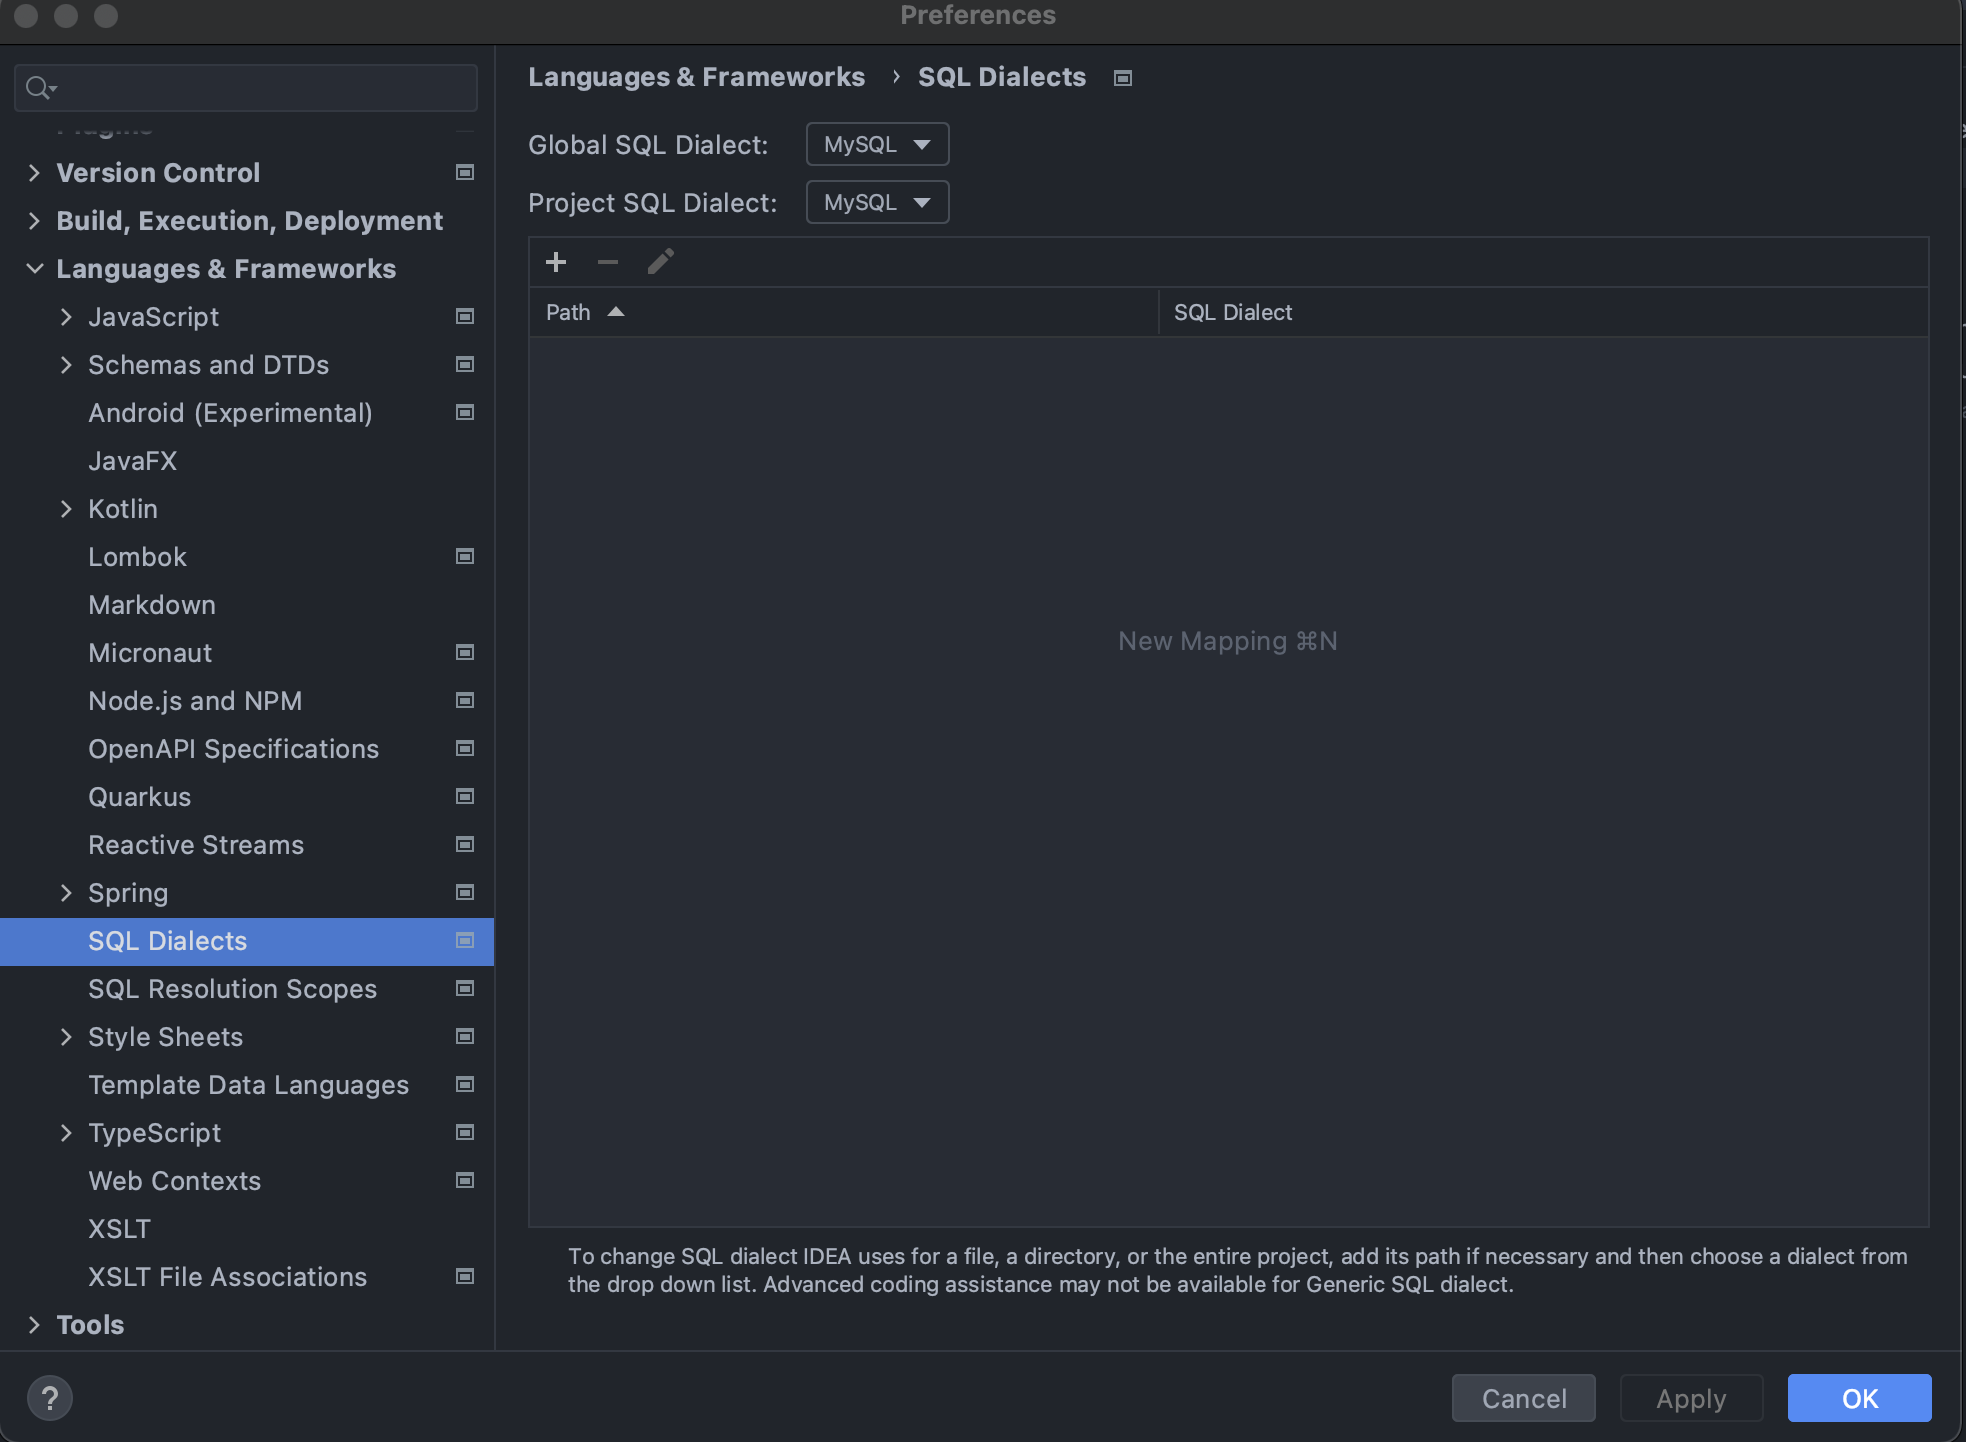 Preferences
Plugins
Version Control
Build, Execution, Deployment
Languages & Frameworks
JavaScript
Schemas and DTDs
Android (Experimental)
JavaFX
Kotlin
Lombok
Markdown
Micronaut
Node.js and NPM
OpenAPI Specifications
Quarkus
Reactive Streams
Spring
SQL Dialects
SQL Resolution Scopes
Style Sheets
Template Data Languages
TypeScript
Web Contexts
XSLT
XSLT File Associations
Tools
Languages & Frameworks › SQL Dialects
Global SQL Dialect: MySQL
Project SQL Dialect: MySQL
Path SQL Dialect
New Mapping ⌘N
To change SQL dialect IDEA uses for a file, a directory, or the entire project, add its path if necessary and then choose a dialect from
the drop down list. Advanced coding assistance may not be available for Generic SQL dialect.
? Cancel Apply OK